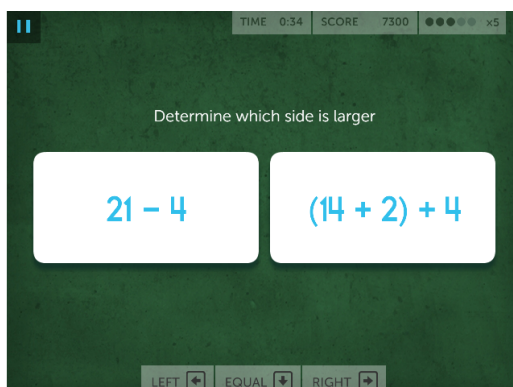 TIME 0:34 SCORE 7300 x5
Determine which side is larger
21 – 4
(14 + 2) + 4
LEFT EQUAL RIGHT